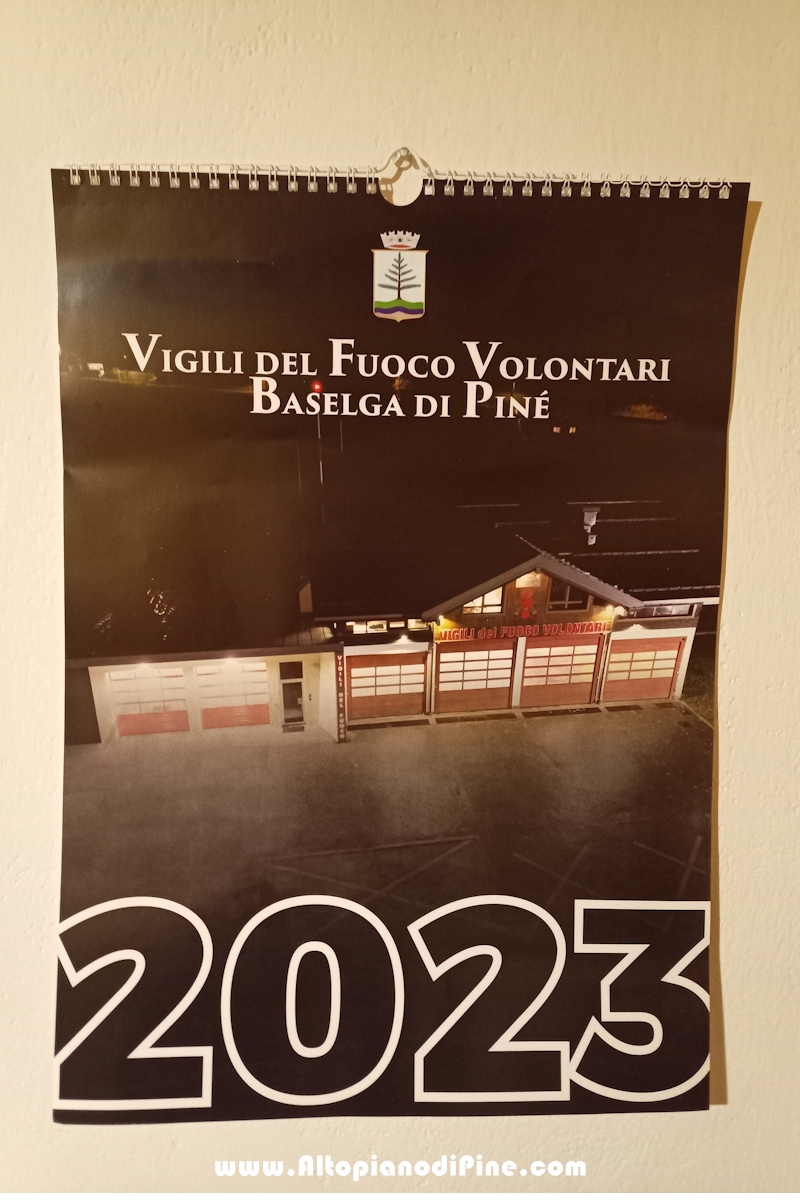 VIGILI DEL FUOCO VOLONTARI
BASELGA DI PINÉ
VIGILI del FUOCO VOLONTARI
VIGILI DEL FUOCO
2023
www.AltopianodiPine.com